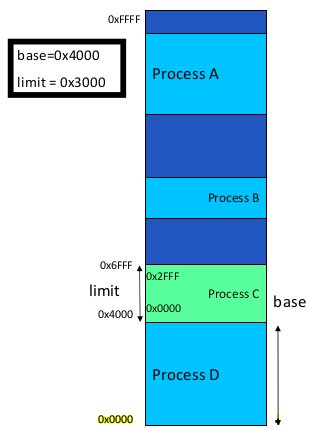 0xFFFF
base=0x4000
limit = 0x3000
Process A
Process B
0x6FFF
0x2FFF
limit
Process C
base
0x4000
0x0000
Process D
0x0000